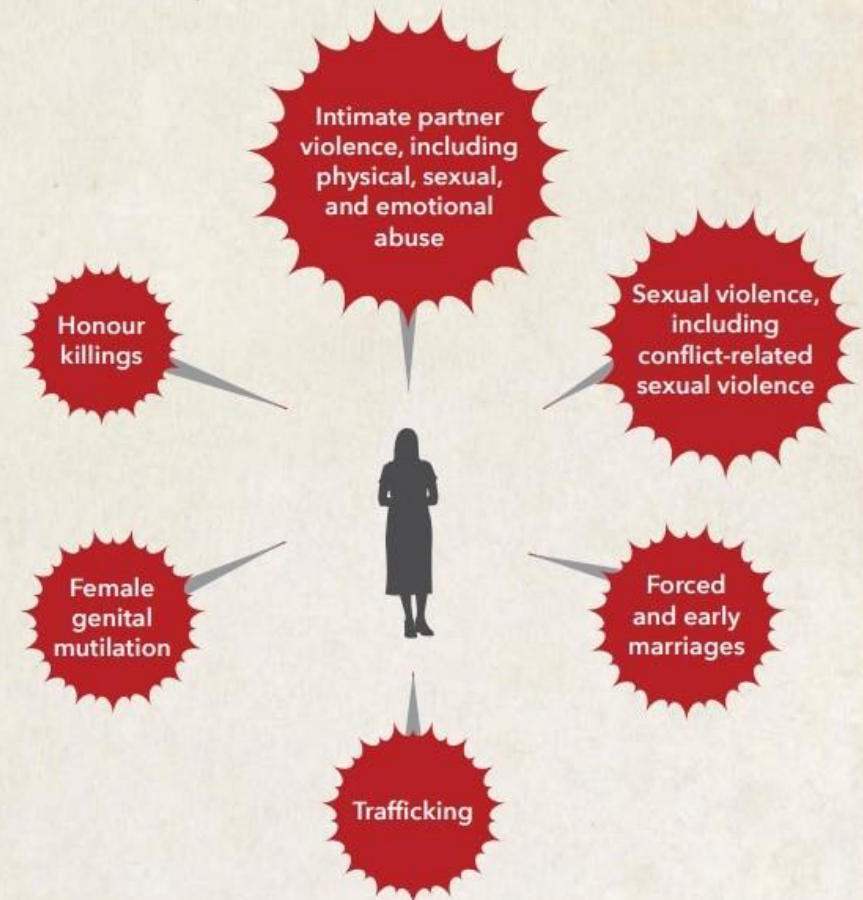 Intimate partner
violence, including
physical, sexual,
and emotional
abuse
Sexual violence,
including
conflict-related
sexual violence
Honour
killings
Female
genital
mutilation
Forced
and early
marriages
Trafficking